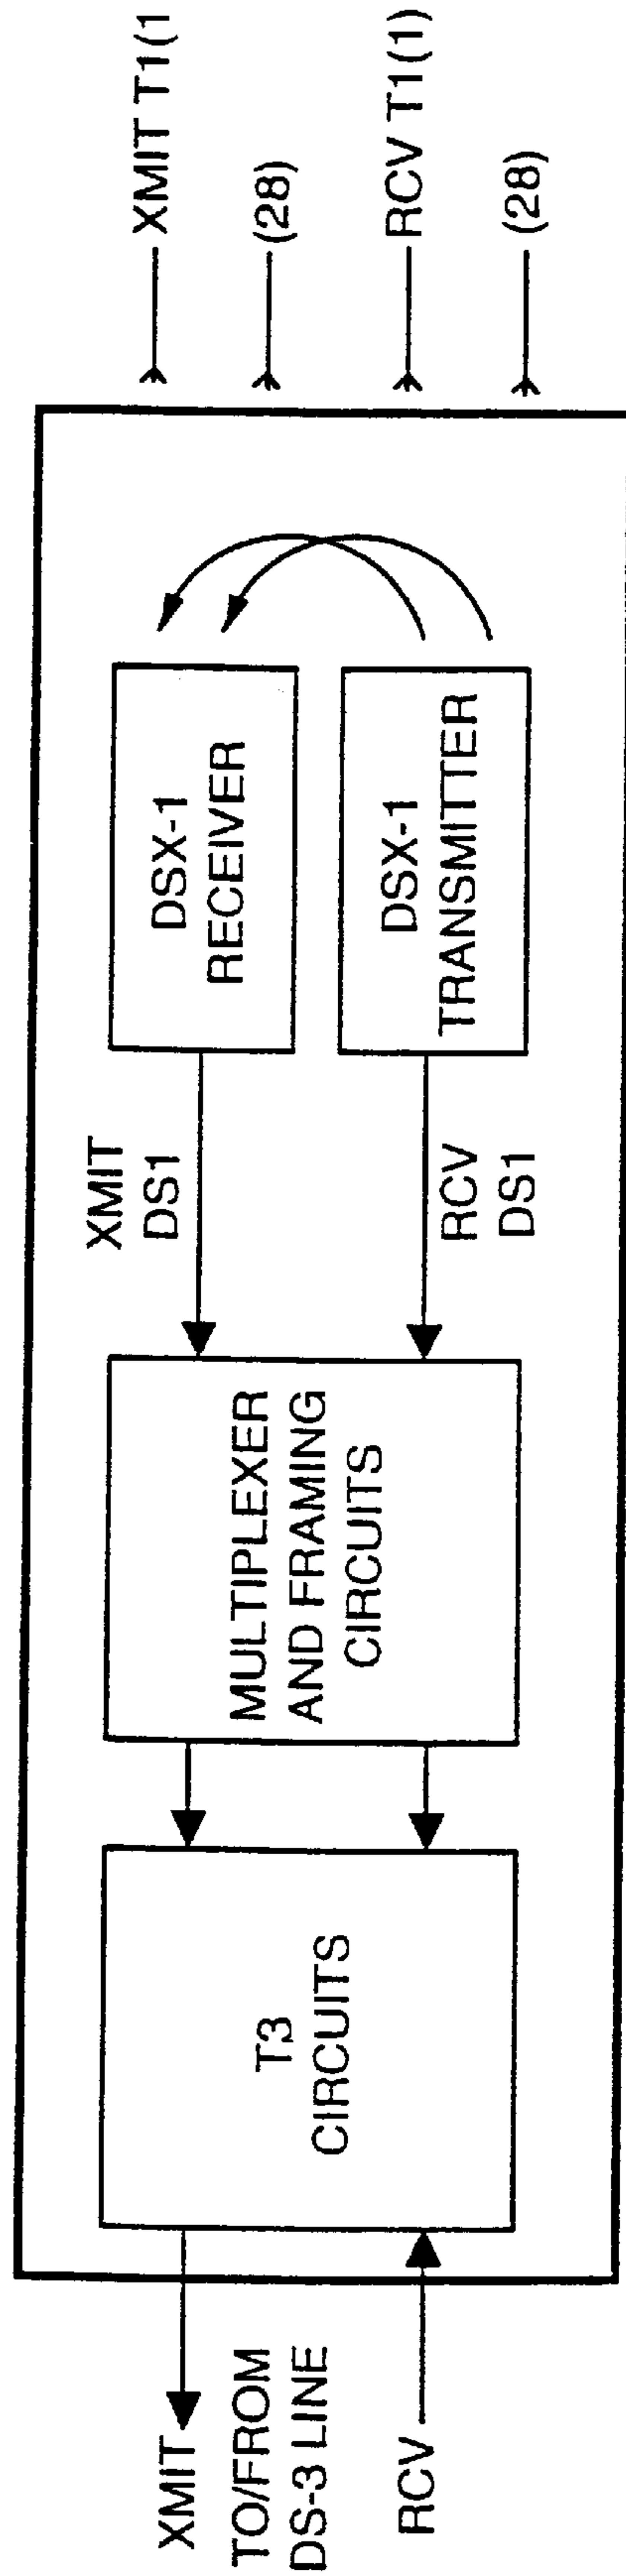 XMIT
TO/FROM
DS-3 LINE
RCV
T3
CIRCUITS
MULTIPLEXER
AND FRAMING
CIRCUITS
XMIT
DS1
RCV
DS1
DSX-1
RECEIVER
DSX-1
TRANSMITTER
XMIT T1(1
(28)
RCV T1(1)
(28)